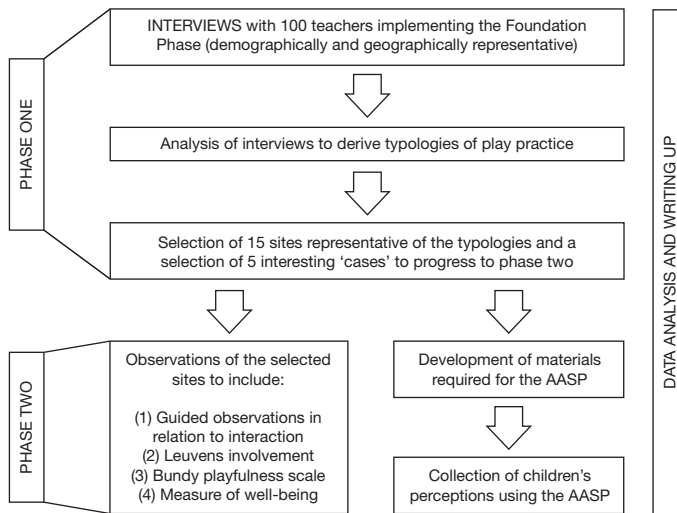 INTERVIEWS with 100 teachers implementing the Foundation
Phase (demographically and geographically representative)
PHASE ONE
Analysis of interviews to derive typologies of play practice
Selection of 15 sites representative of the typologies and a
selection of 5 interesting ‘cases’ to progress to phase two
PHASE TWO
Observations of the selected
sites to include:
(1) Guided observations in
relation to interaction
(2) Leuvens involvement
(3) Bundy playfulness scale
(4) Measure of well-being
Development of materials
required for the AASP
Collection of children’s
perceptions using the AASP
DATA ANALYSIS AND WRITING UP